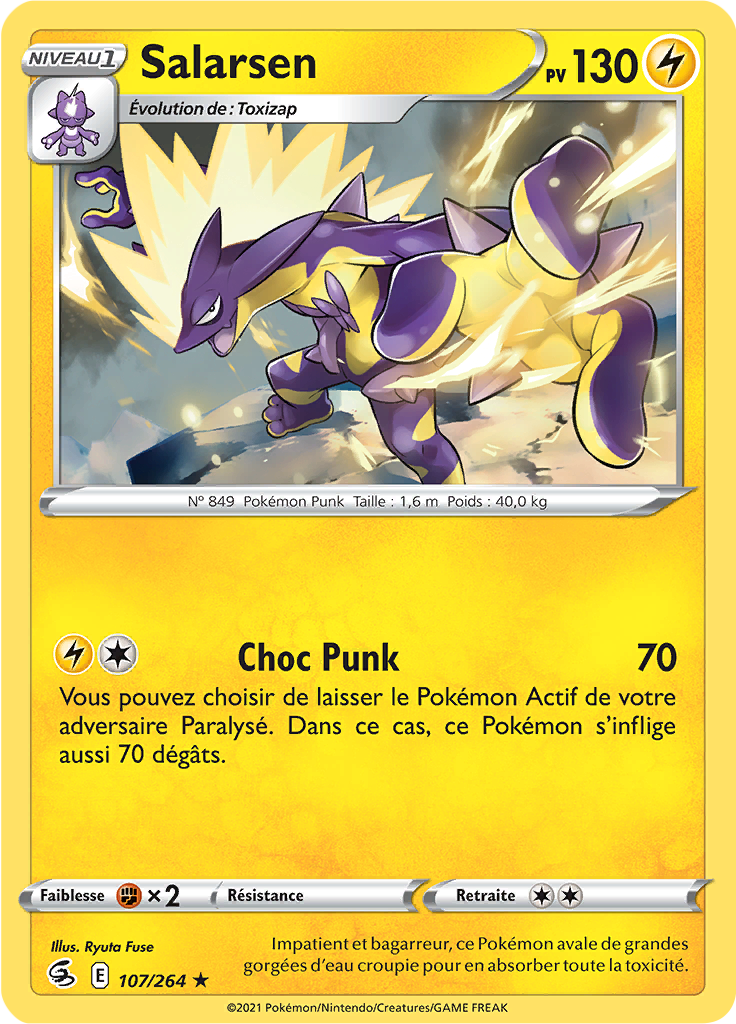 NIVEAU 1
Salarsen
PV 130
Évolution de : Toxizap
Nº 849 Pokémon Punk Taille : 1,6 m Poids : 40,0 kg
Choc Punk 70
Vous pouvez choisir de laisser le Pokémon Actif de votre
adversaire Paralysé. Dans ce cas, ce Pokémon s'inflige
aussi 70 dégâts.
Faiblesse ×2 Résistance Retraite
Illus. Ryuta Fuse
Impatient et bagarreur, ce Pokémon avale de grandes
gorgées d'eau croupie pour en absorber toute la toxicité.
E 107/264 ★
©2021 Pokémon/Nintendo/Creatures/GAME FREAK